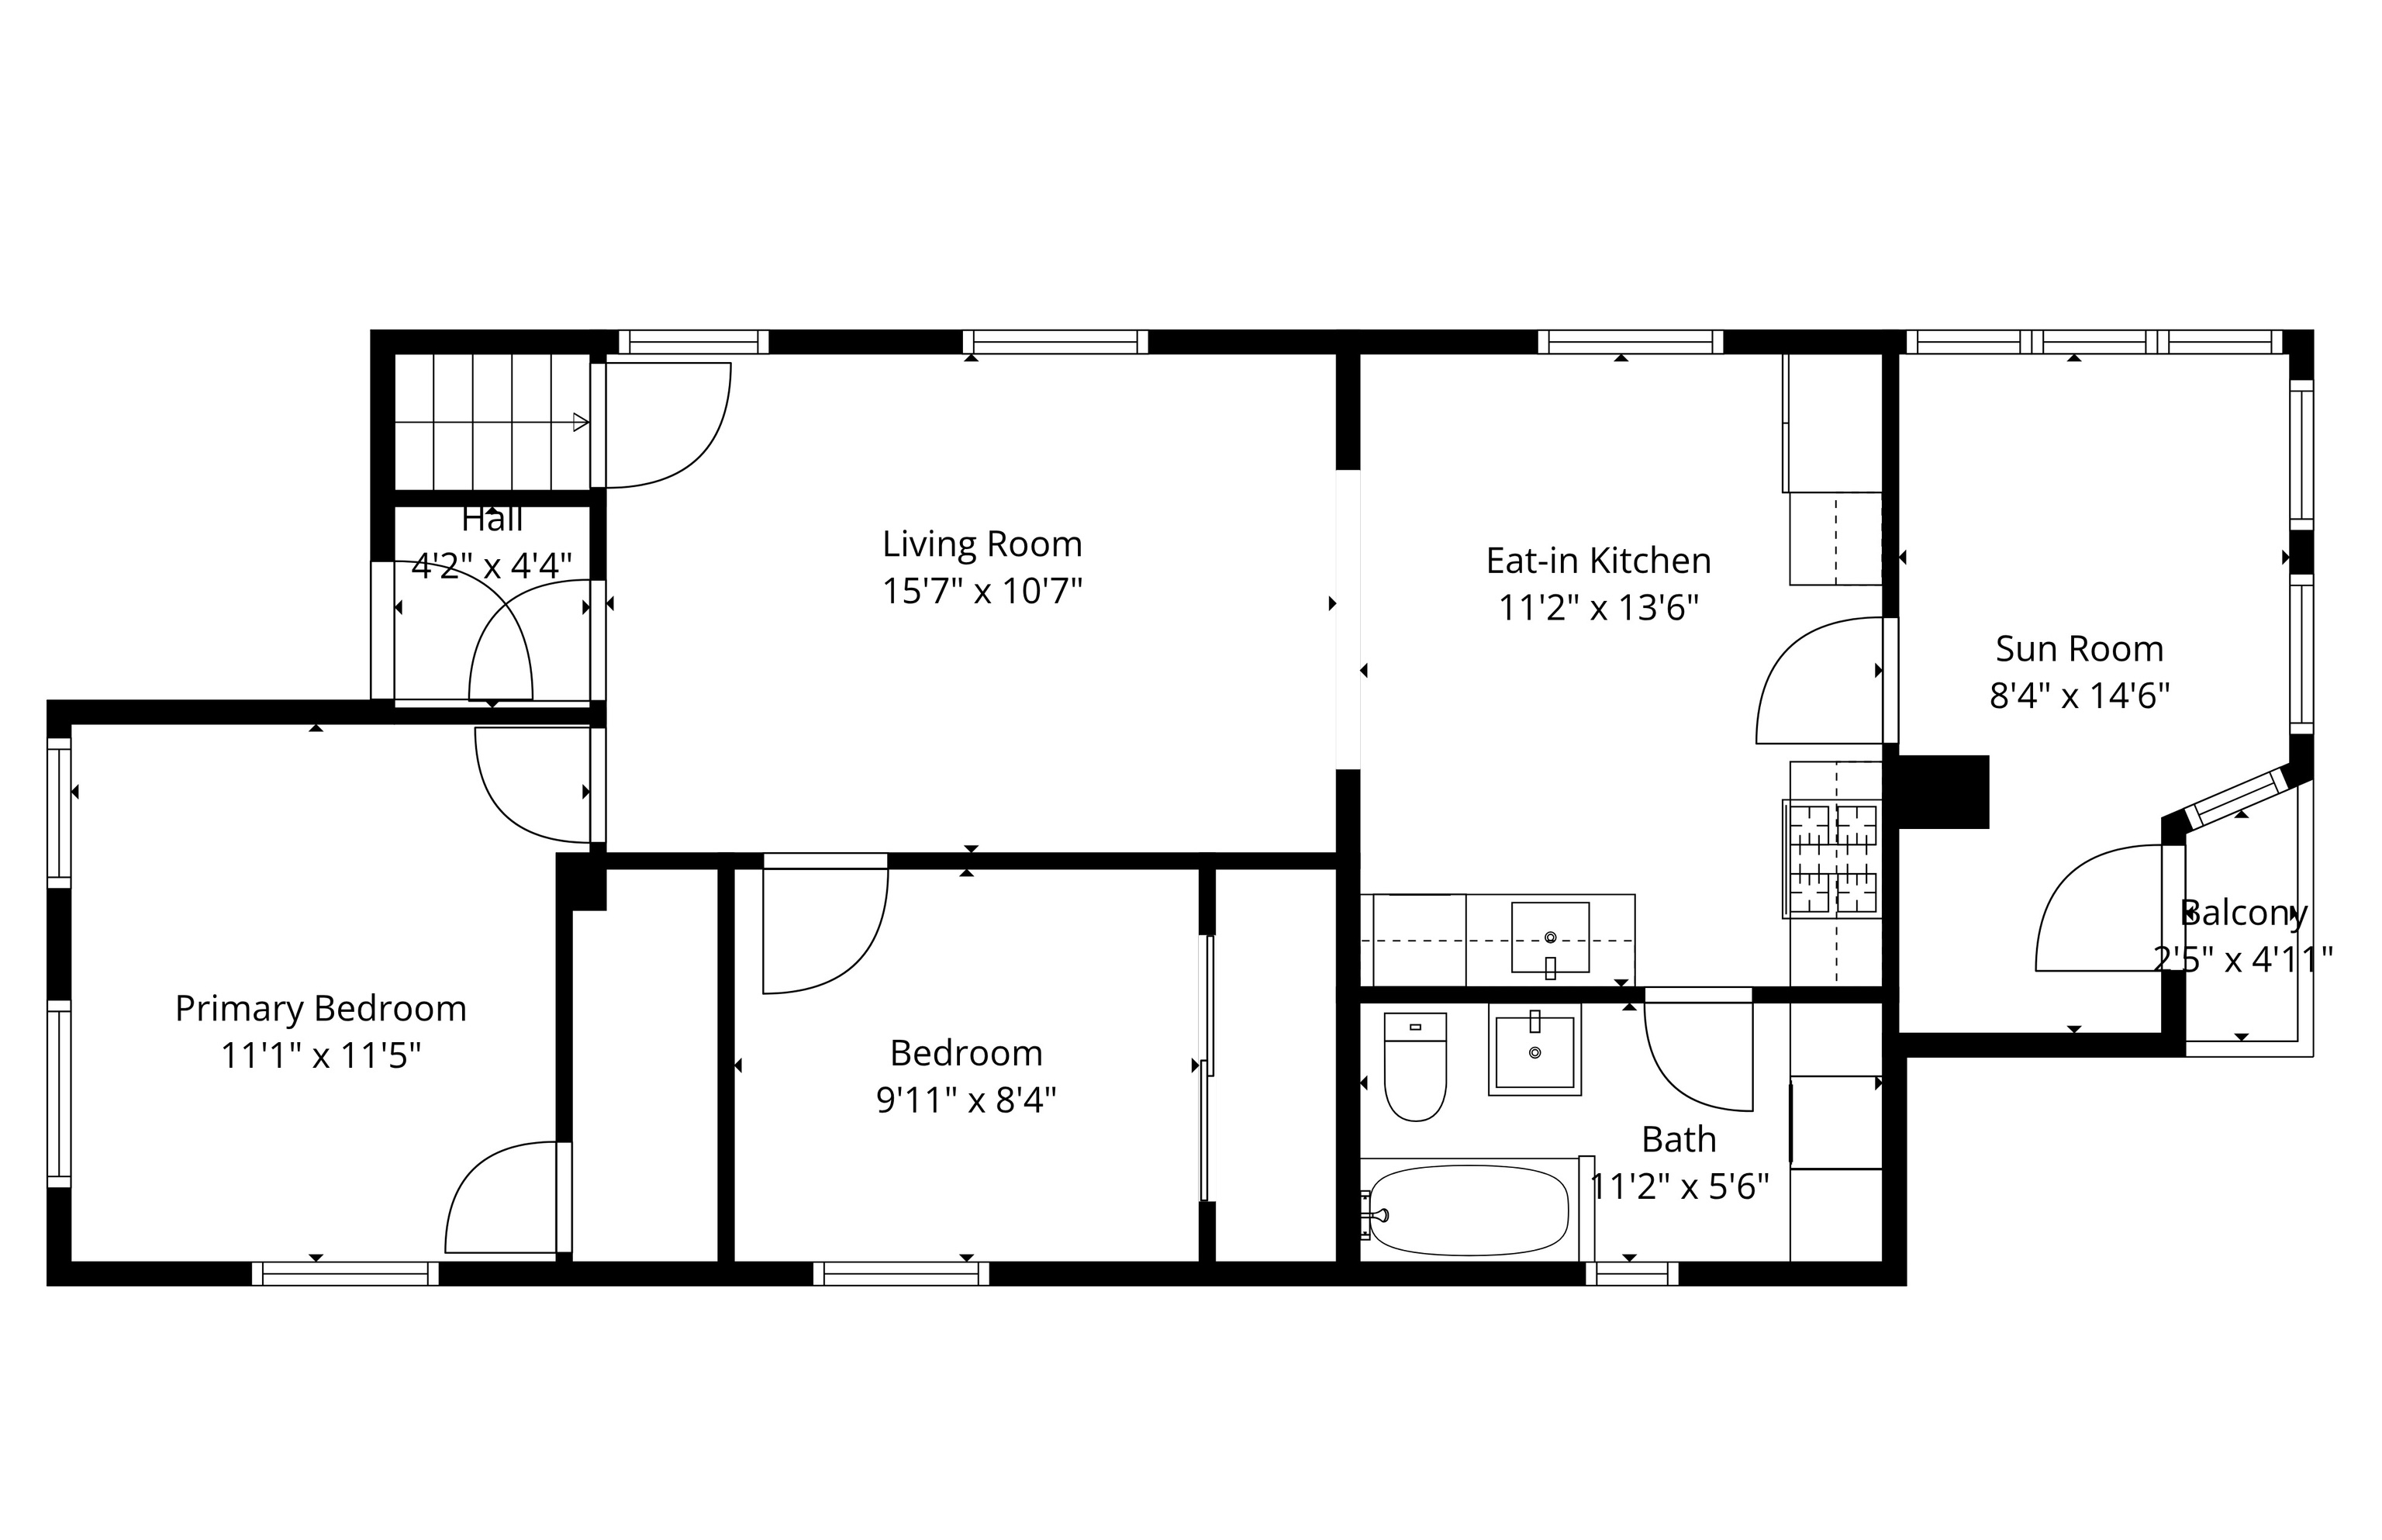 Hall
4'2" x 4'4"
Living Room
15'7" x 10'7"
Eat-in Kitchen
11'2" x 13'6"
Sun Room
8'4" x 14'6"
Balcony
2'5" x 4'11"
Primary Bedroom
11'1" x 11'5"
Bedroom
9'11" x 8'4"
Bath
11'2" x 5'6"